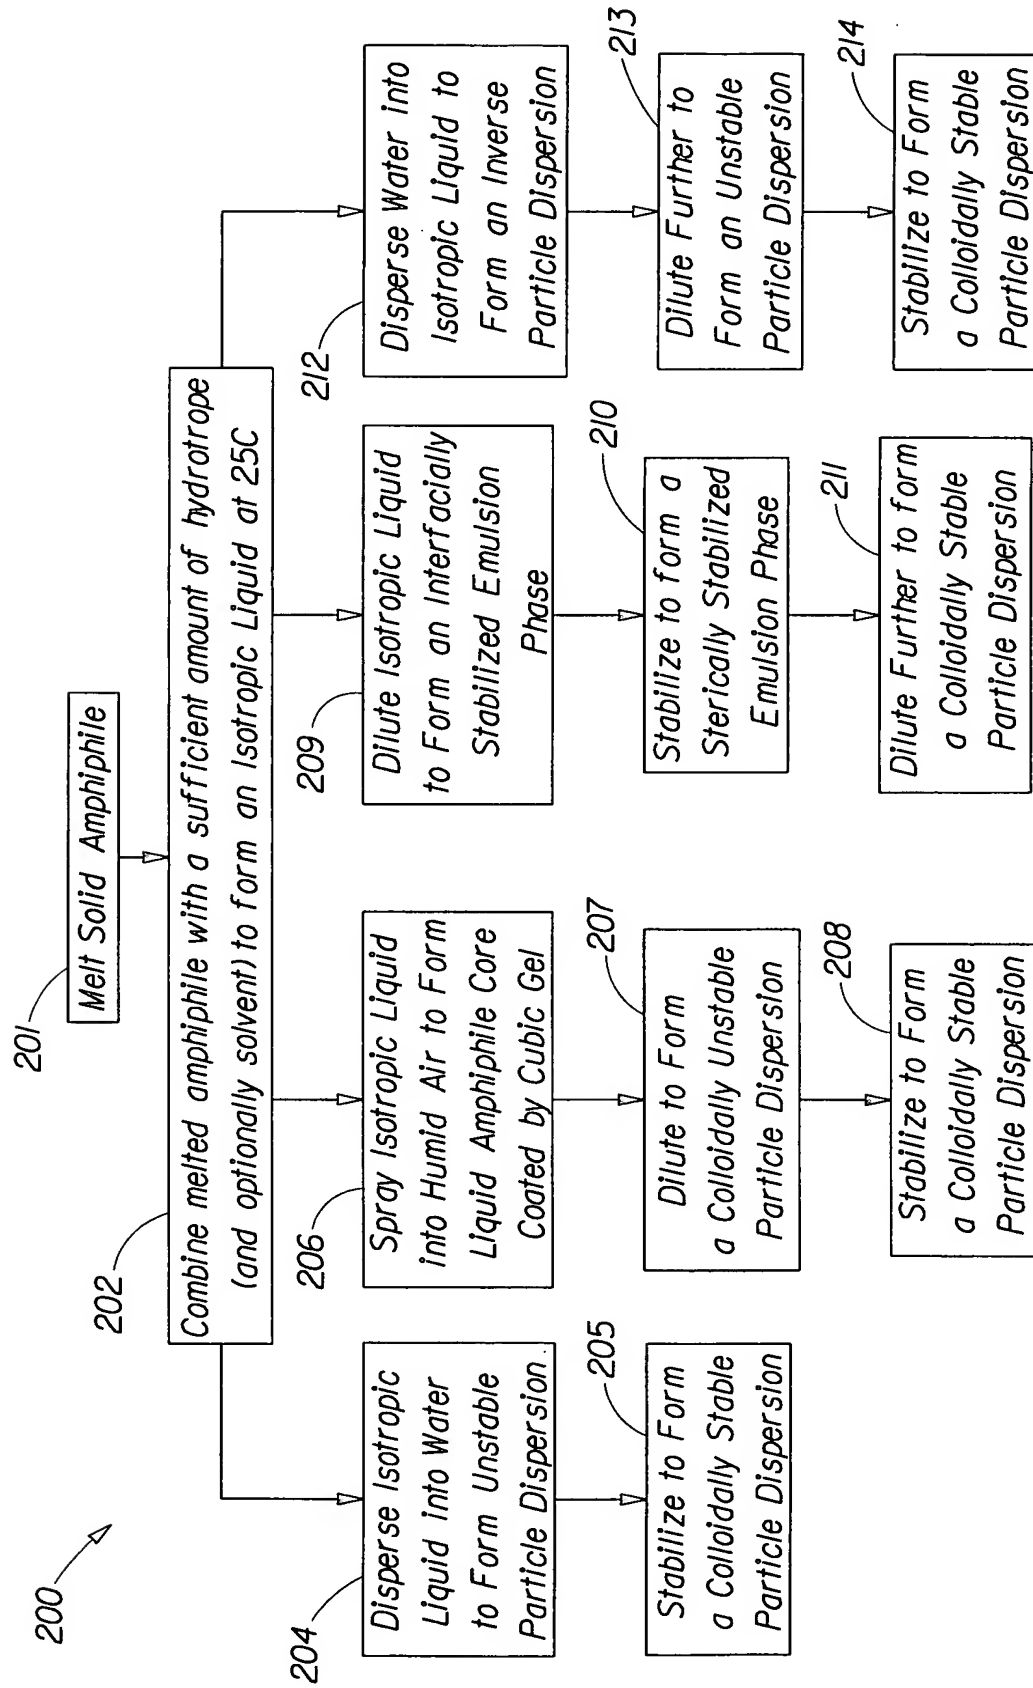 200
201
Melt Solid Amphiphile
202
Combine melted amphiphile with a sufficient amount of hydrotrope
(and optionally solvent) to form an Isotropic Liquid at 25C
204
Disperse Isotropic
Liquid into Water
to Form Unstable
Particle Dispersion
205
Stabilize to Form
a Colloidally Stable
Particle Dispersion
206
Spray Isotropic Liquid
into Humid Air to Form
Liquid Amphiphile Core
Coated by Cubic Gel
207
Dilute to Form
a Colloidally Unstable
Particle Dispersion
208
Stabilize to Form
a Colloidally Stable
Particle Dispersion
209
Dilute Isotropic Liquid
to Form an Interfacially
Stabilized Emulsion
Phase
210
Stabilize to form a
Sterically Stabilized
Emulsion Phase
211
Dilute Further to form
a Colloidally Stable
Particle Dispersion
212
Disperse Water into
Isotropic Liquid to
Form an Inverse
Particle Dispersion
213
Dilute Further to
Form an Unstable
Particle Dispersion
214
Stabilize to Form
a Colloidally Stable
Particle Dispersion